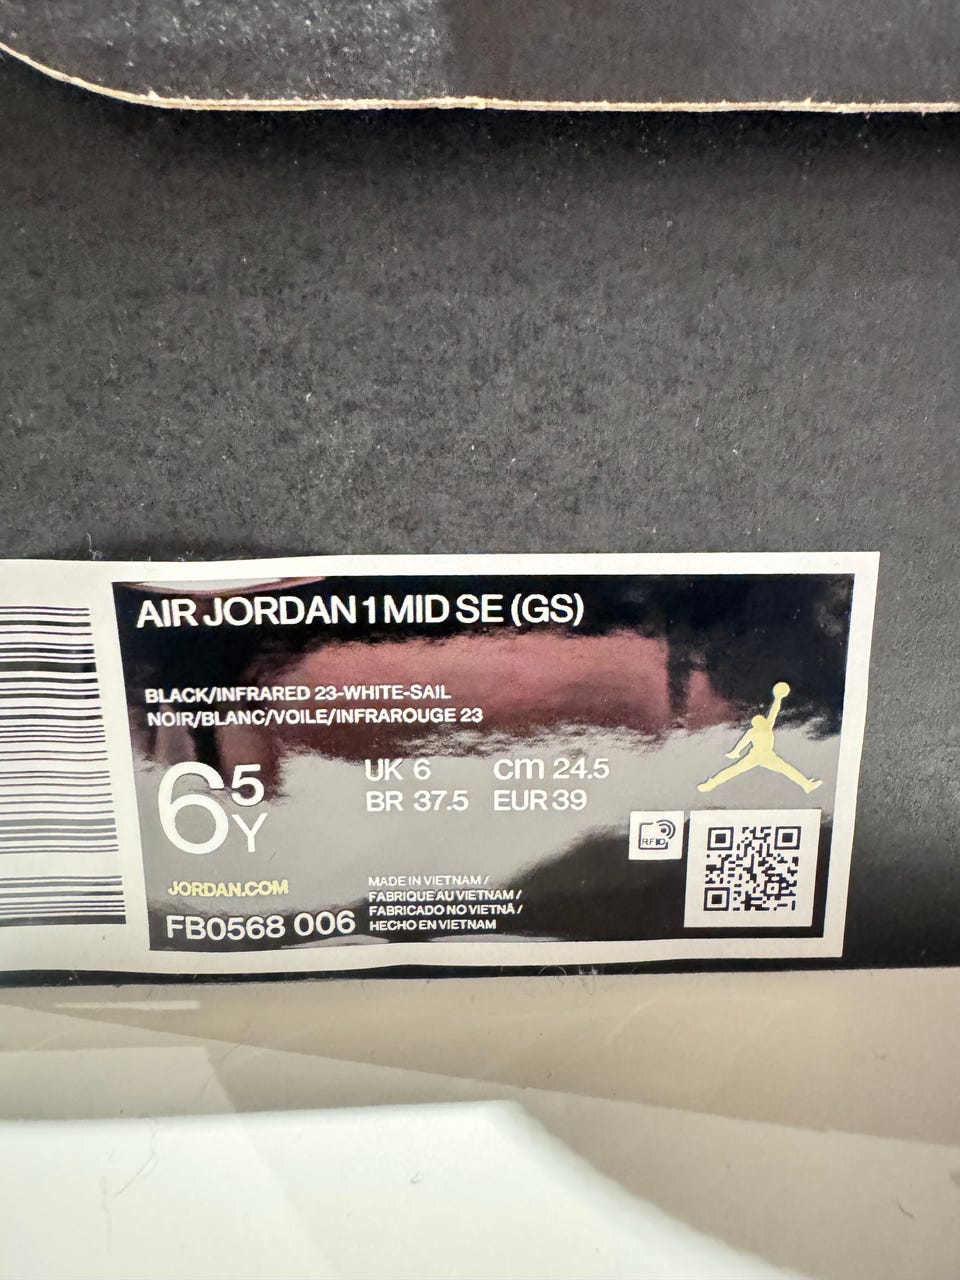 AIR JORDAN 1 MID SE (GS)
BLACK/INFRARED 23-WHITE-SAIL
NOIR/BLANC/VOILE/INFRAROUGE 23
6 5 Y
UK 6 cm 24.5
BR 37.5 EUR 39
RFID
JORDAN.COM
FB0568 006
MADE IN VIETNAM /
FABRIQUE AU VIETNAM /
FABRICADO NO VIETNÃ /
HECHO EN VIETNAM